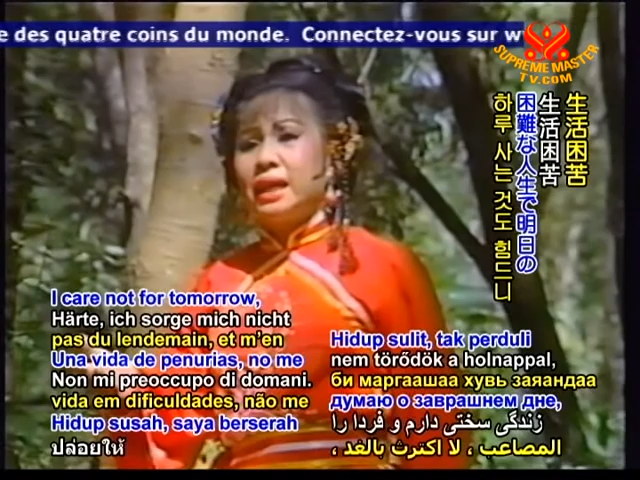 e des quatre coins du monde.  Connectez-vous sur w
SUPREME MASTER
TV.COM
生活困苦
生活困苦
困難な人生で明日の
하루 사는 것도 힘드니
I care not for tomorrow,
Härte, ich sorge mich nicht
pas du lendemain, et m'en
Una vida de penurias, no me
Non mi preoccupo di domani.
vida em dificuldades, não me
Hidup susah, saya berserah
ปล่อยให้
Hidup sulit, tak perduli
nem törődök a holnappal,
би маргаашаа хувь заяандаа
думаю о заврашнем дне,
زندگی سختی دارم و فردا را
المصاعب ، لا اكترث بالغد ،